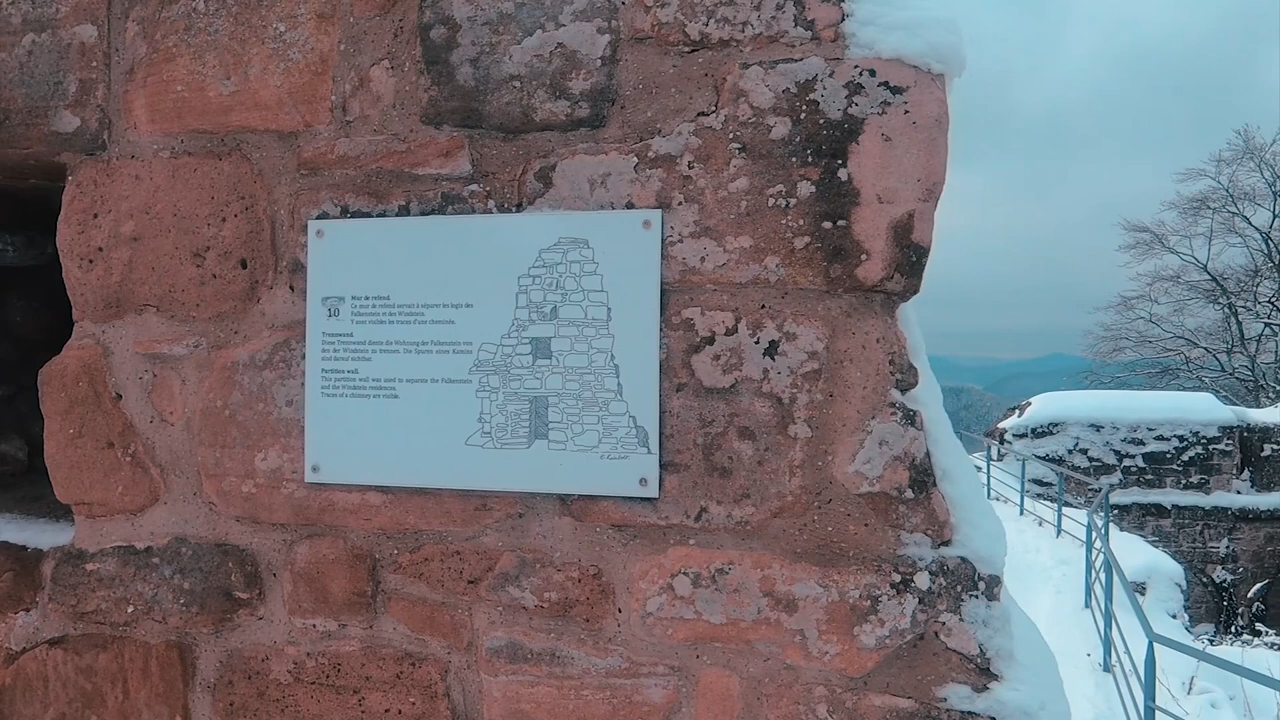 10
Mur de refend.
Ce mur de refend servait à séparer les logis des
Falkenstein et des Windstein.
Y sont visibles les traces d'une cheminée.
Trennwand.
Diese Trennwand diente die Wohnung der Falkenstein von
den der Windstein zu trennen. Die Spuren eines Kamins
sind darauf sichtbar.
Partition wall.
This partition wall was used to separate the Falkenstein
and the Windstein residences.
Traces of a chimney are visible.